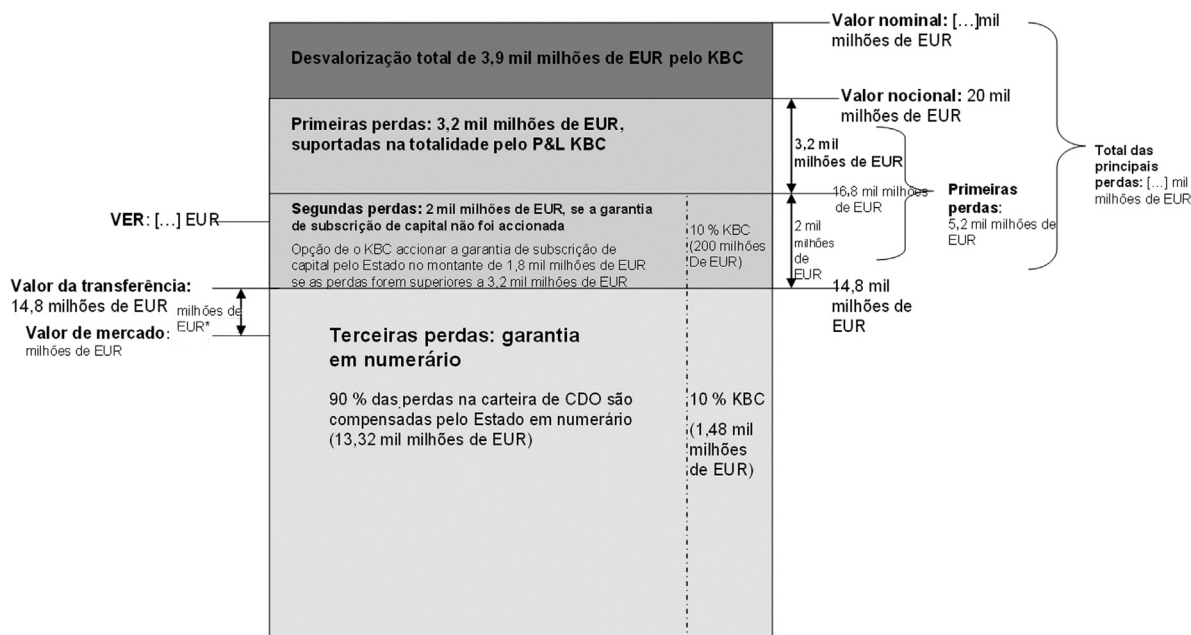 Desvalorização total de 3,9 mil milhões de EUR pelo KBC
Primeiras perdas: 3,2 mil milhões de EUR,
suportadas na totalidade pelo P&L KBC
Segundas perdas: 2 mil milhões de EUR, se a garantia
de subscrição de capital não foi accionada
Opção de o KBC accionar a garantia de subscrição de
capital pelo Estado no montante de 1,8 mil milhões de EUR
se as perdas forem superiores a 3,2 mil milhões de EUR
10 % KBC
(200 milhões
De EUR)
Terceiras perdas: garantia
em numerário
90 % das perdas na carteira de CDO são
compensadas pelo Estado em numerário
(13,32 mil milhões de EUR)
10 % KBC
(1,48 mil
milhões
de EUR)
VER: [...] EUR
Valor da transferência:
14,8 milhões de EUR
milhões de
EUR*
Valor de mercado:
milhões de EUR
Valor nominal: [...]mil
milhões de EUR
Valor nocional: 20 mil
milhões de EUR
3,2 mil
milhões de EUR
16,8 mil milhões
de EUR
2 mil
milhões
de
EUR
14,8 mil
milhões de
EUR
Primeiras
perdas:
5,2 mil milhões de
EUR
Total das
principais
perdas: [...] mil
milhões de EUR